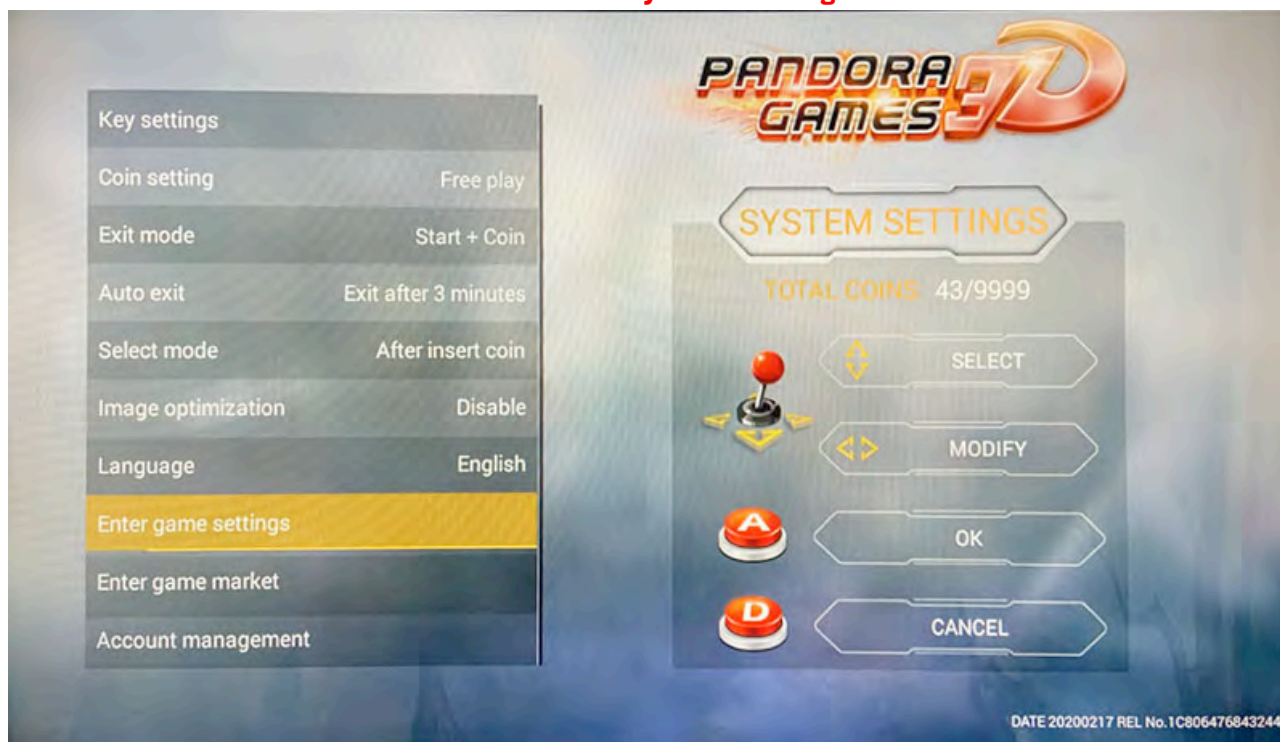 Key settings
Coin setting Free play
Exit mode Start + Coin
Auto exit Exit after 3 minutes
Select mode After insert coin
Image optimization Disable
Language English
Enter game settings
Enter game market
Account management
PANDORA
GAMES 3D
SYSTEM SETTINGS
TOTAL COINS: 43/9999
SELECT
MODIFY
A OK
D CANCEL
DATE 20200217 REL No.1C806476843244